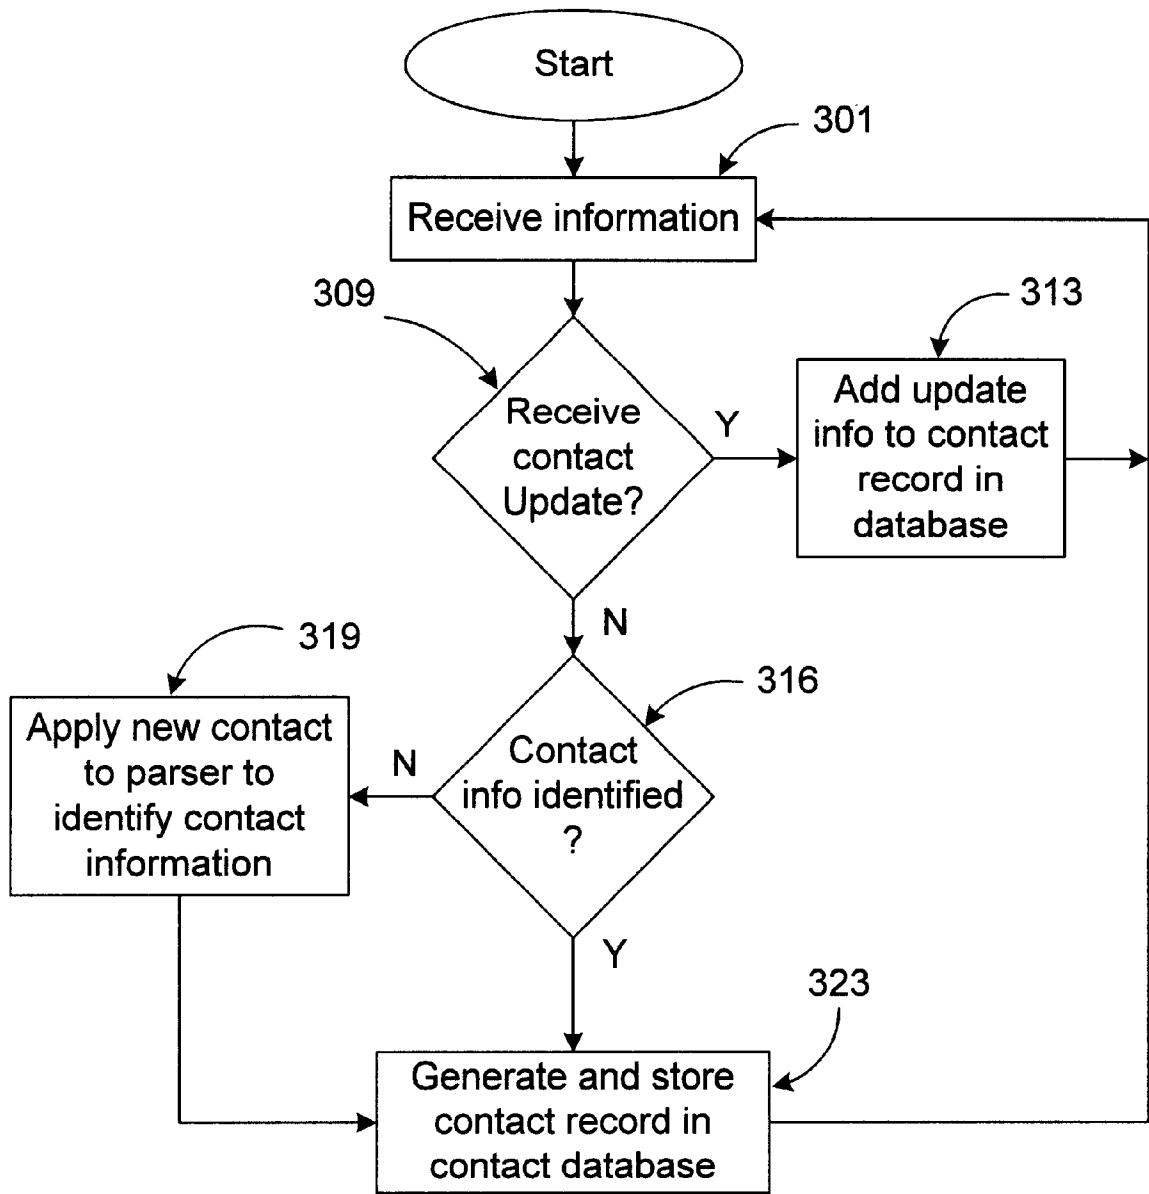 Start
301
Receive information
309
313
Receive
contact
Update?
Y
Add update
info to contact
record in
database
N
319
316
Apply new contact
to parser to
identify contact
information
N
Contact
info identified
?
Y
323
Generate and store
contact record in
contact database